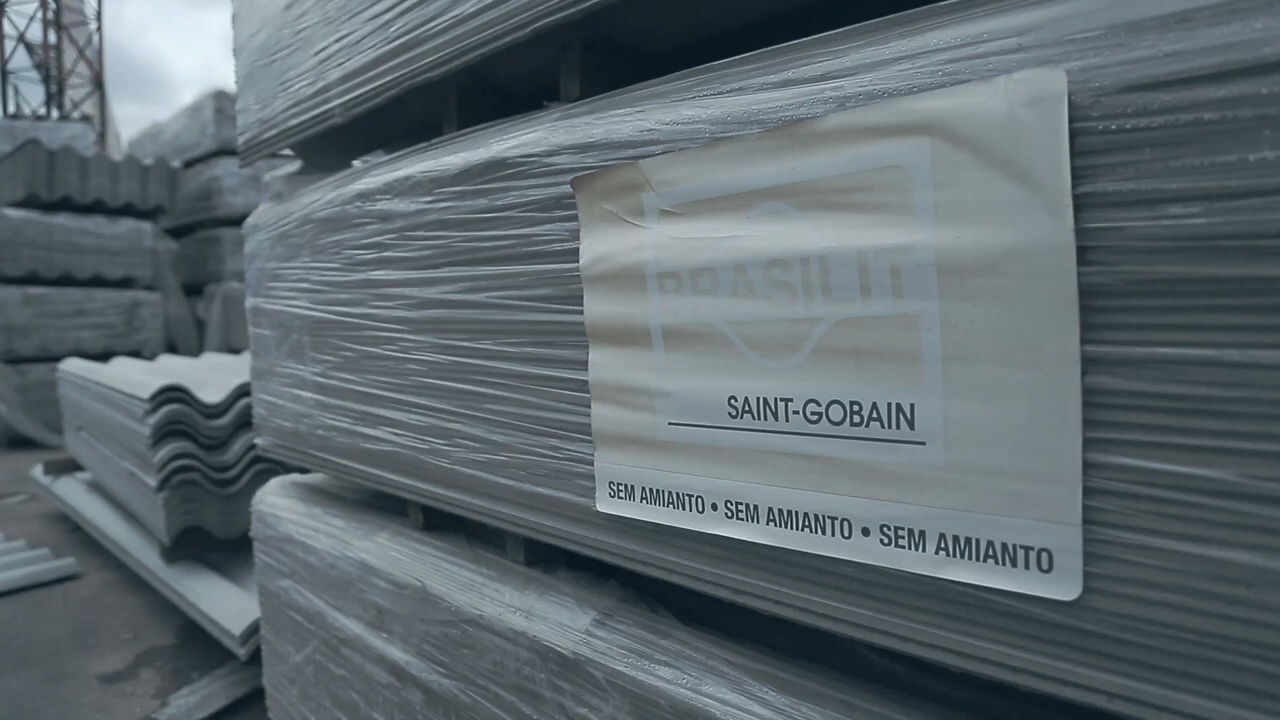 BRASILIT
SAINT-GOBAIN
SEM AMIANTO • SEM AMIANTO • SEM AMIANTO